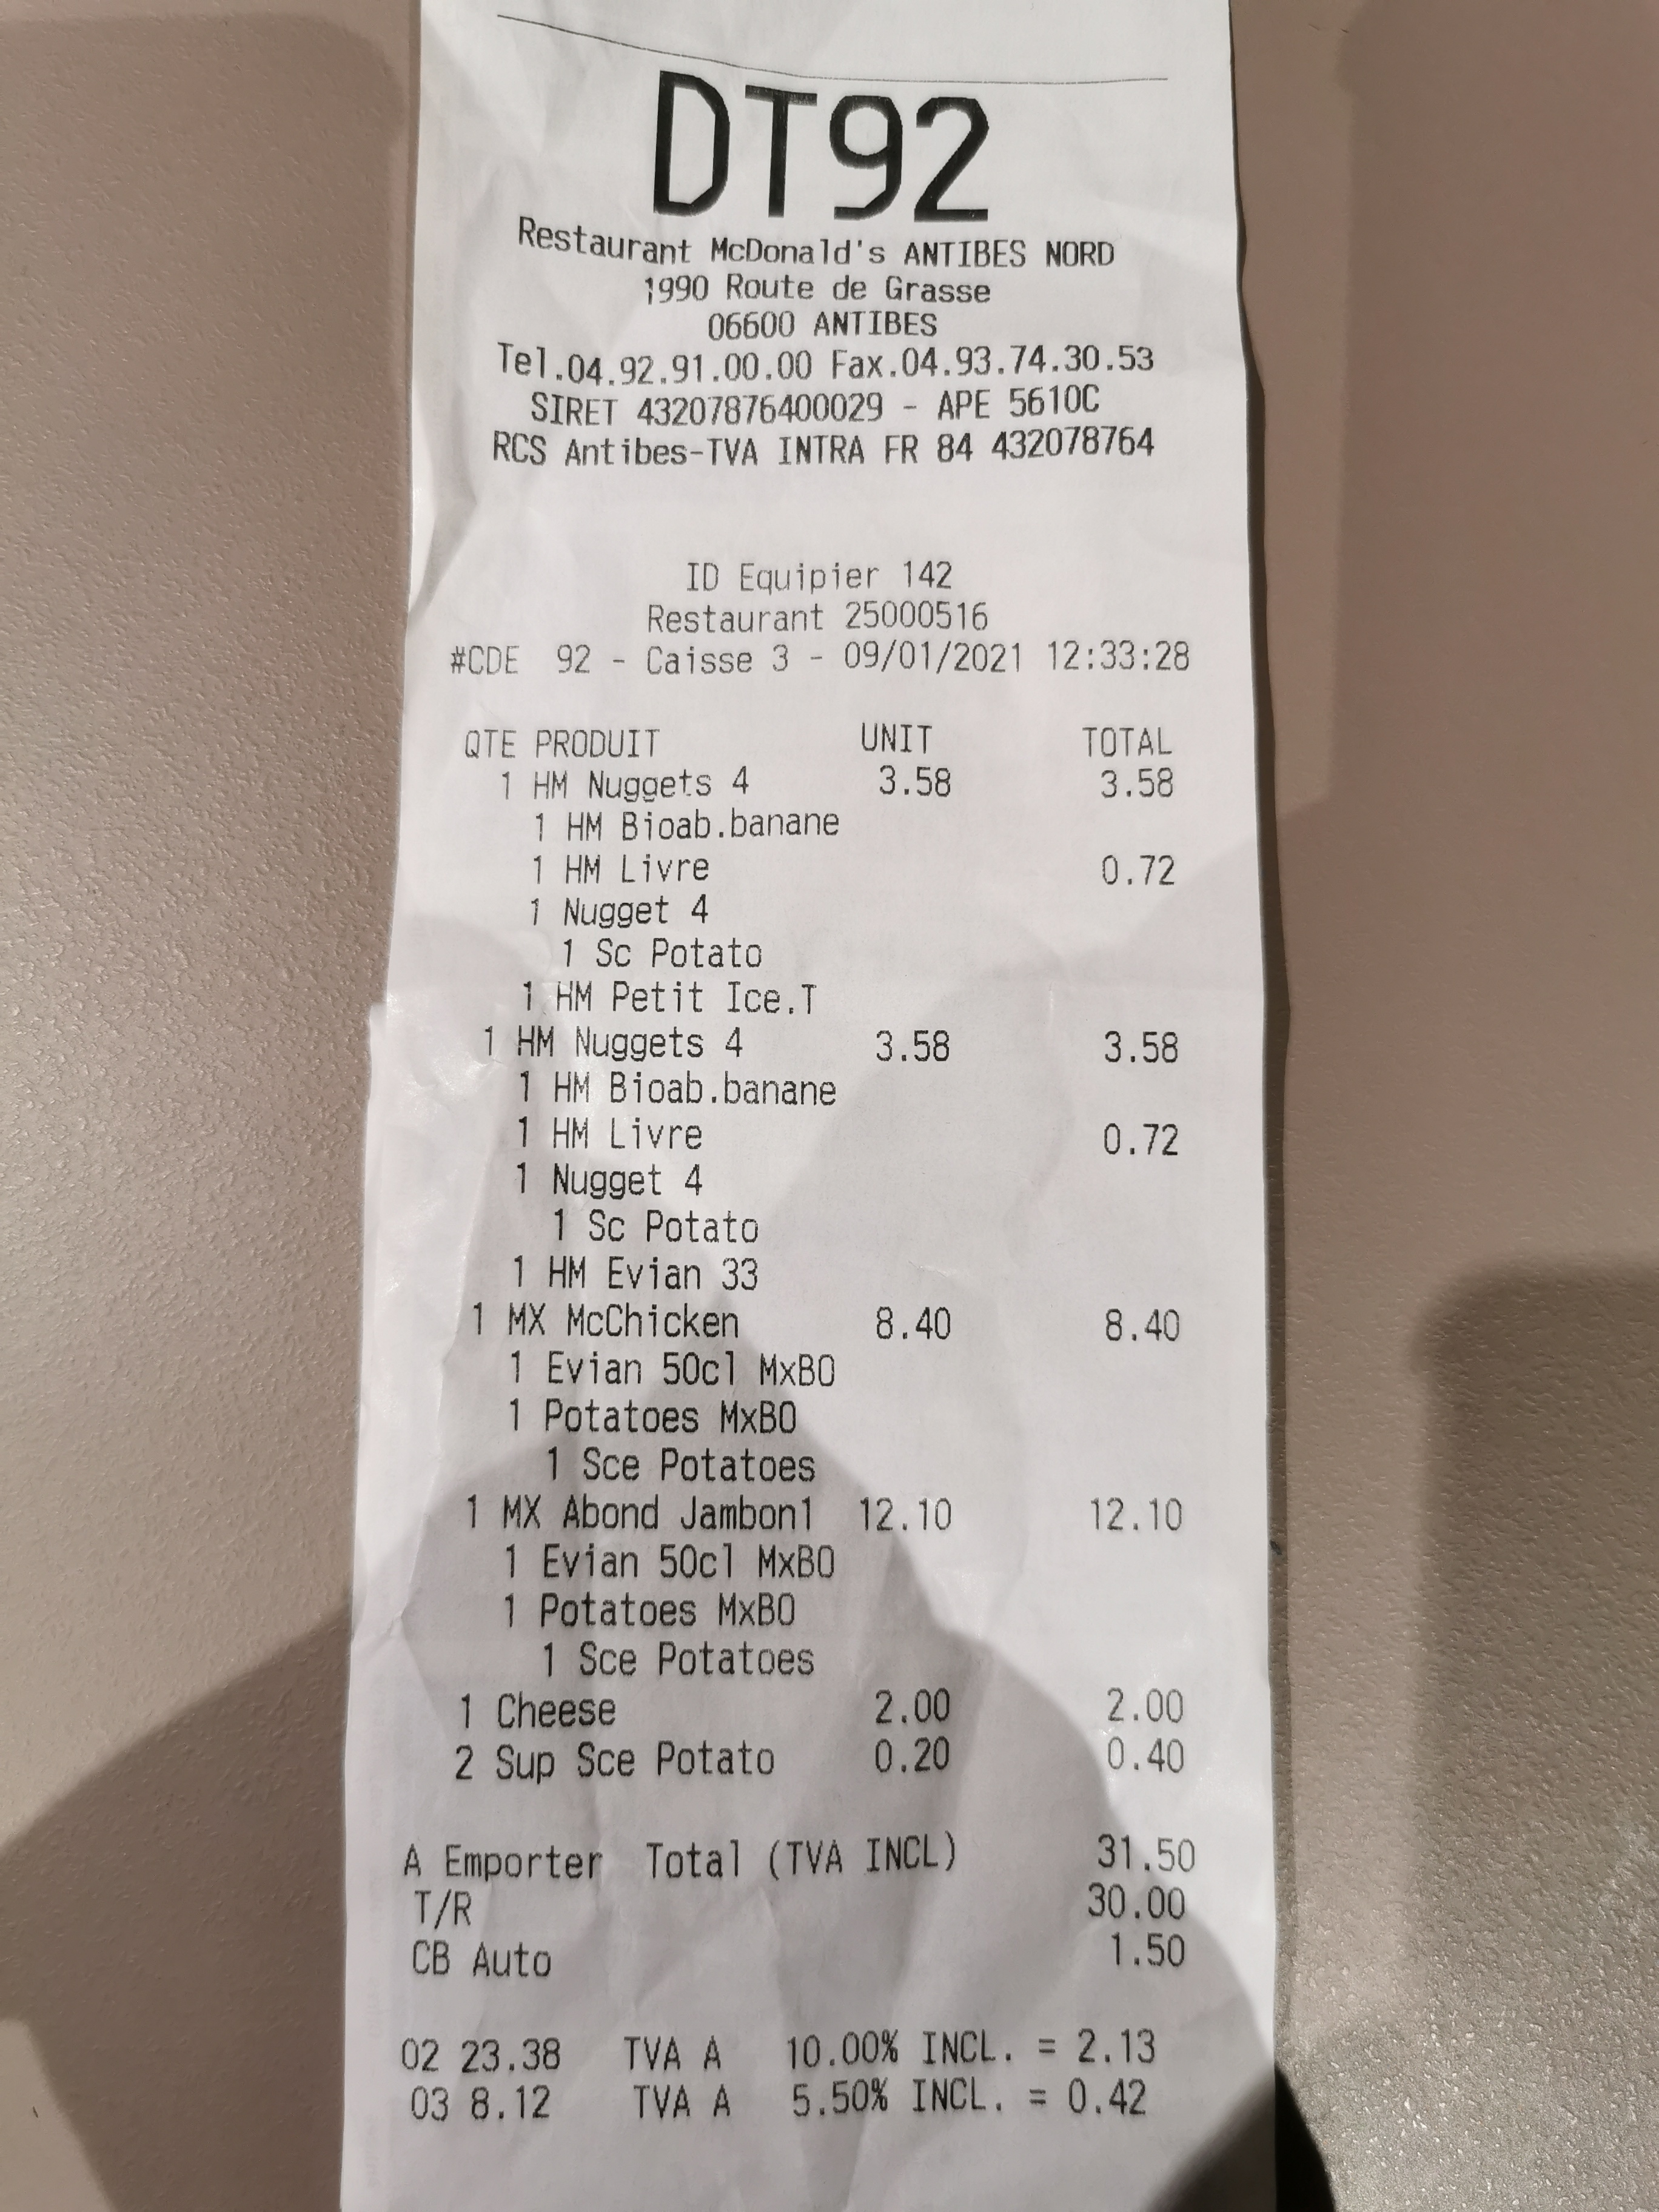 DT92
Restaurant McDonald's ANTIBES NORD
1990 Route de Grasse
06600 ANTIBES
Tel.04.92.91.00.00 Fax.04.93.74.30.53
SIRET 43207876400029 - APE 5610C
RCS Antibes-TVA INTRA FR 84 432078764
ID Equipier 142
Restaurant 25000516
#CDE 92 - Caisse 3 - 09/01/2021 12:33:28
QTE PRODUIT UNIT TOTAL
1 HM Nuggets 4 3.58 3.58
1 HM Bioab.banane
1 HM Livre 0.72
1 Nugget 4
1 Sc Potato
1 HM Petit Ice.T
1 HM Nuggets 4 3.58 3.58
1 HM Bioab.banane
1 HM Livre 0.72
1 Nugget 4
1 Sc Potato
1 HM Evian 33
1 MX McChicken 8.40 8.40
1 Evian 50cl MxBO
1 Potatoes MxBO
1 Sce Potatoes
1 MX Abond Jambon1 12.10 12.10
1 Evian 50cl MxBO
1 Potatoes MxBO
1 Sce Potatoes
1 Cheese 2.00 2.00
2 Sup Sce Potato 0.20 0.40
A Emporter Total (TVA INCL) 31.50
T/R 30.00
CB Auto 1.50
02 23.38 TVA A 10.00% INCL. = 2.13
03 8.12 TVA A 5.50% INCL. = 0.42